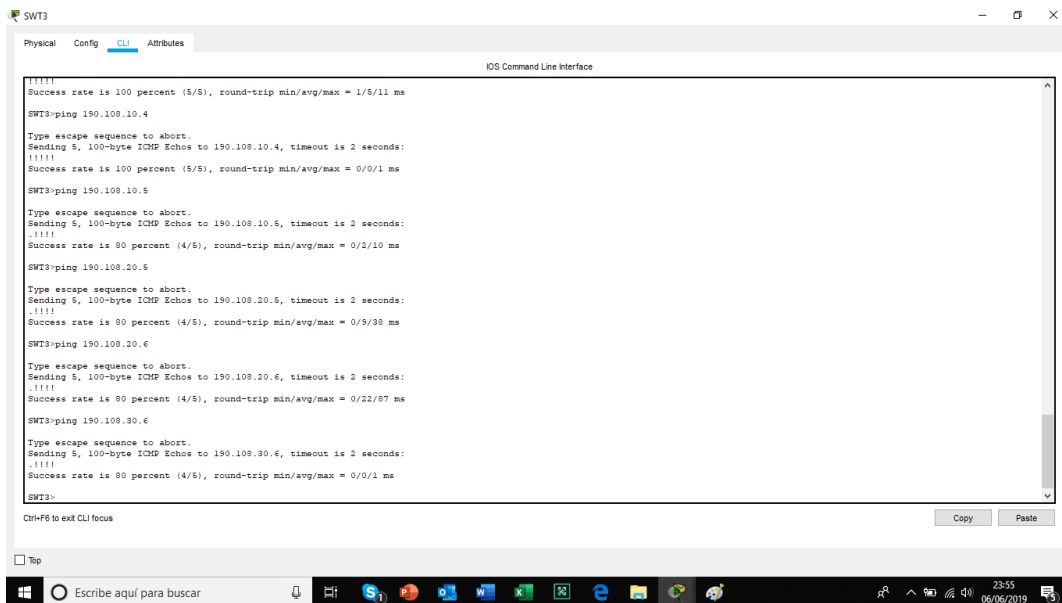 SWT3
Physical Config CLI Attributes
IOS Command Line Interface
!!!!!
Success rate is 100 percent (5/5), round-trip min/avg/max = 1/5/11 ms
SWT3>ping 190.108.10.4
Type escape sequence to abort.
Sending 5, 100-byte ICMP Echos to 190.108.10.4, timeout is 2 seconds:
!!!!!
Success rate is 100 percent (5/5), round-trip min/avg/max = 0/0/1 ms
SWT3>ping 190.108.10.5
Type escape sequence to abort.
Sending 5, 100-byte ICMP Echos to 190.108.10.5, timeout is 2 seconds:
.!!!!
Success rate is 80 percent (4/5), round-trip min/avg/max = 0/2/10 ms
SWT3>ping 190.108.20.5
Type escape sequence to abort.
Sending 5, 100-byte ICMP Echos to 190.108.20.5, timeout is 2 seconds:
.!!!!
Success rate is 80 percent (4/5), round-trip min/avg/max = 0/9/38 ms
SWT3>ping 190.108.20.6
Type escape sequence to abort.
Sending 5, 100-byte ICMP Echos to 190.108.20.6, timeout is 2 seconds:
.!!!!
Success rate is 80 percent (4/5), round-trip min/avg/max = 0/22/87 ms
SWT3>ping 190.108.30.6
Type escape sequence to abort.
Sending 5, 100-byte ICMP Echos to 190.108.30.6, timeout is 2 seconds:
.!!!!
Success rate is 80 percent (4/5), round-trip min/avg/max = 0/0/1 ms
SWT3>
Ctrl+F6 to exit CLI focus
Copy Paste
Top
Escribe aquí para buscar
23:55
06/06/2019